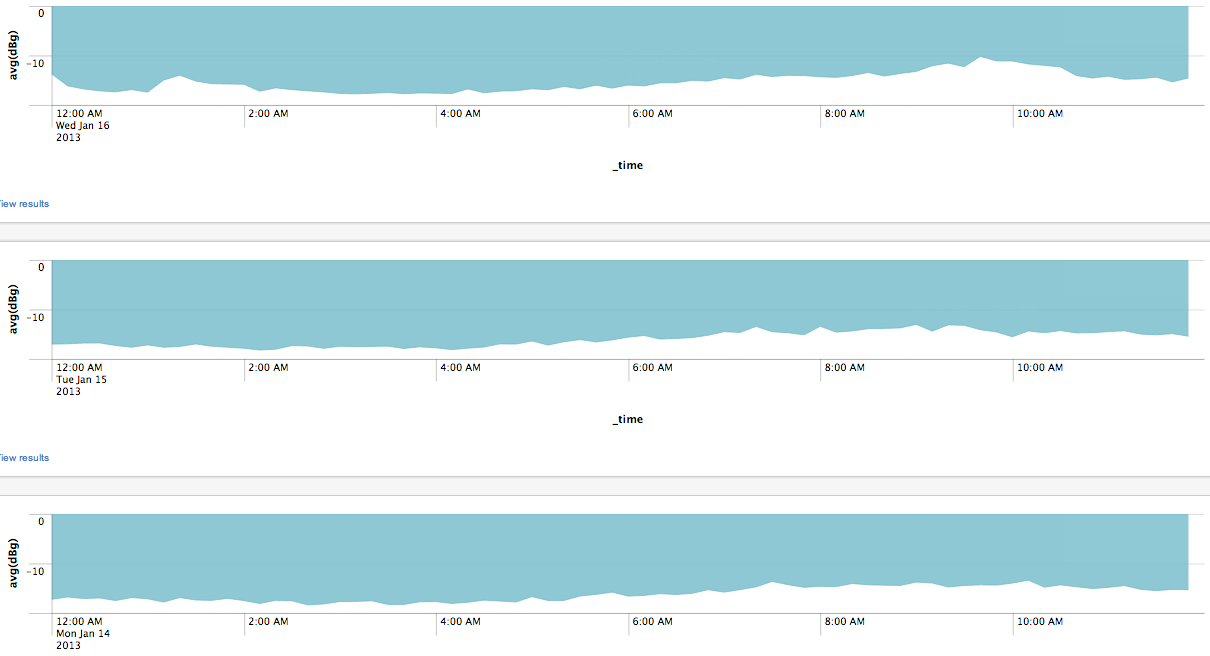 0
avg(dBg)
−10
12:00 AM 2:00 AM 4:00 AM 6:00 AM 8:00 AM 10:00 AM
Wed Jan 16
2013
_time
iew results
0
avg(dBg)
−10
12:00 AM 2:00 AM 4:00 AM 6:00 AM 8:00 AM 10:00 AM
Tue Jan 15
2013
_time
iew results
0
avg(dBg)
−10
12:00 AM 2:00 AM 4:00 AM 6:00 AM 8:00 AM 10:00 AM
Mon Jan 14
2013